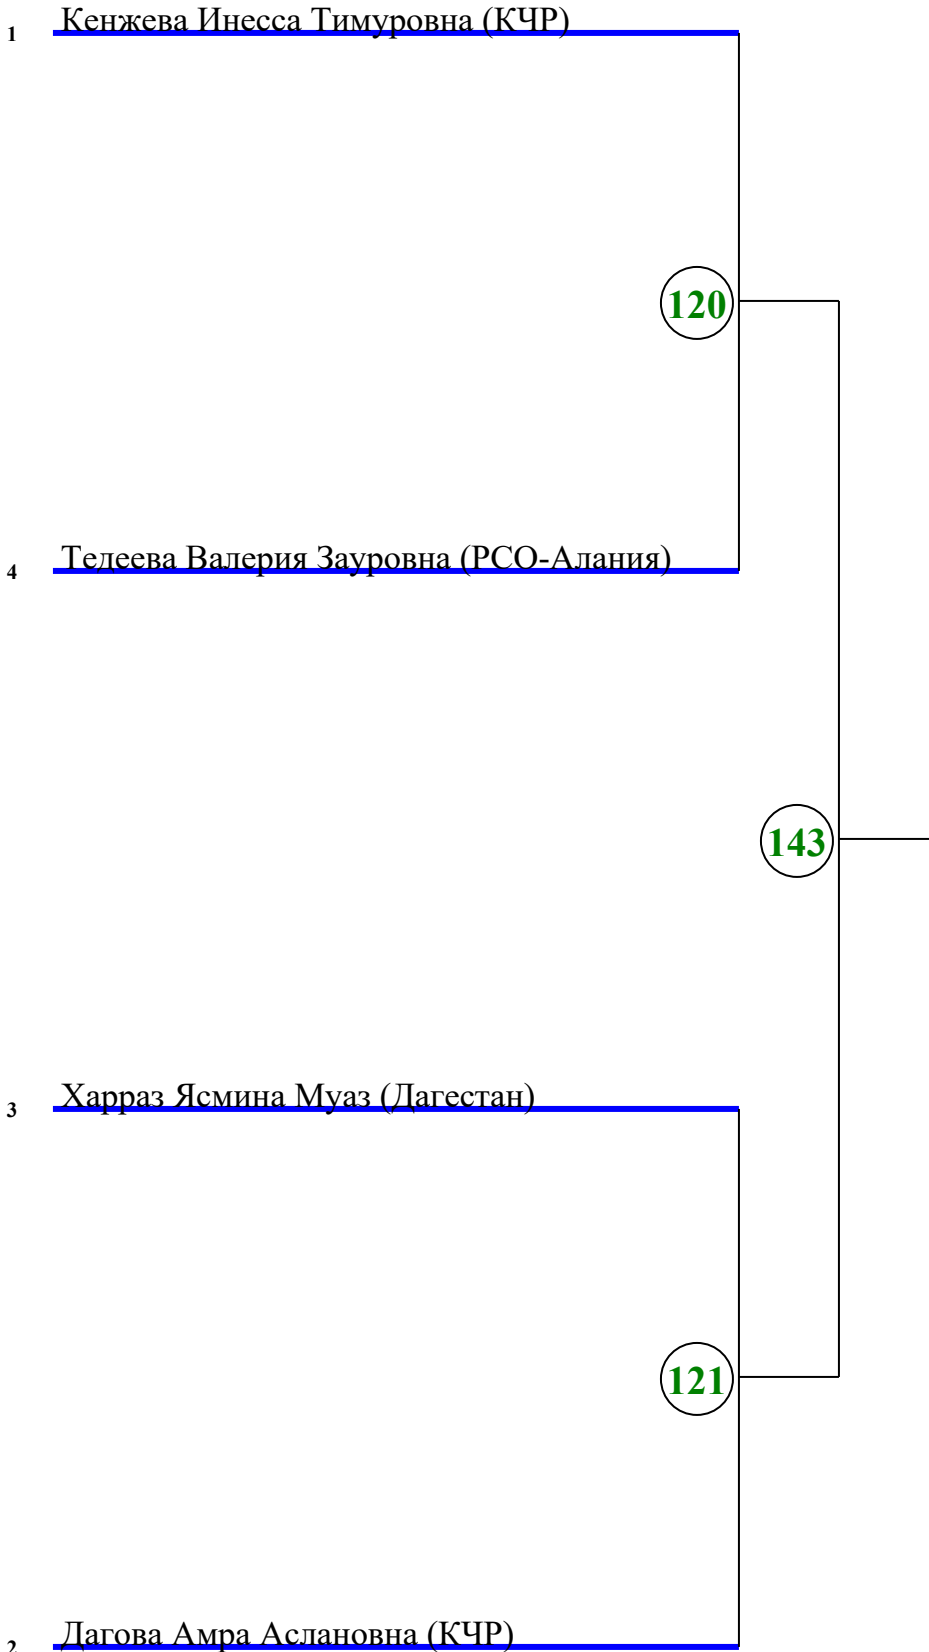 1 Кенжева Инесса Тимуровна (КЧР)
120
4 Тедеева Валерия Зауровна (РСО-Алания)
143
3 Харраз Ясмина Муаз (Дагестан)
121
2 Дагова Амра Аслановна (КЧР)